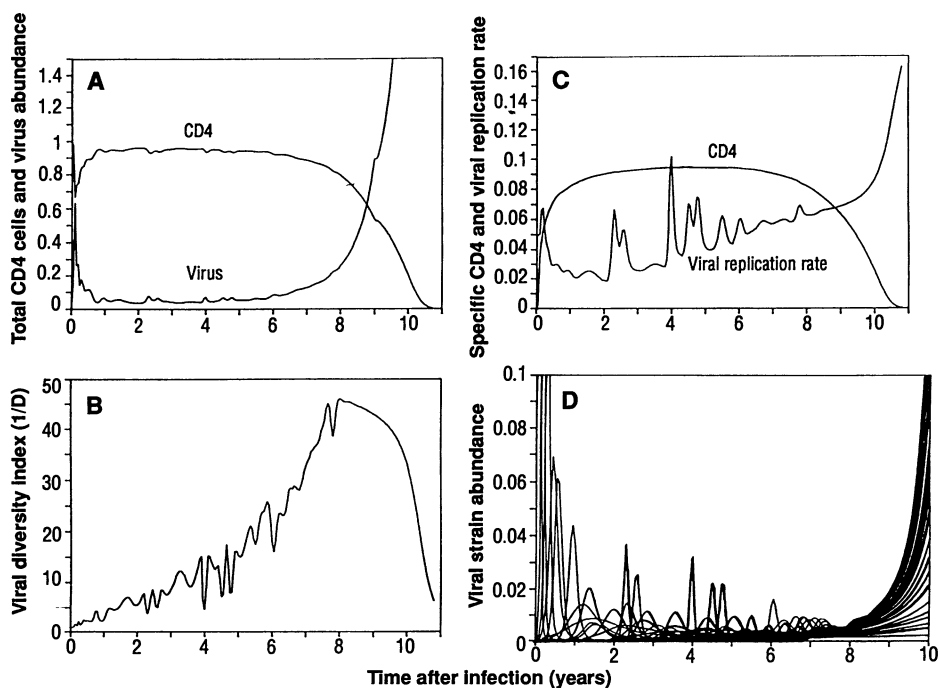 Total CD4 cells and virus abundance
A
1.4
1.2
1
0.8
0.6
0.4
0.2
0
CD4
Virus
0 2 4 6 8 10
Specific CD4 and viral replication rate
C
0.16
0.14
0.12
0.1
0.08
0.06
0.04
0.02
0
CD4
Viral replication rate
0 2 4 6 8 10
Viral diversity index (1/D)
B
50
40
30
20
10
0
0 2 4 6 8 10
Viral strain abundance
D
0.1
0.08
0.06
0.04
0.02
0
0 2 4 6 8 10
Time after infection (years)